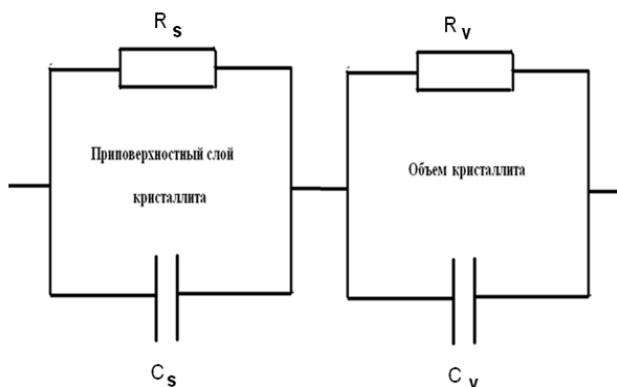 R s
R v
Приповерхностный слой
кристаллита
Объем кристаллита
C s
C v